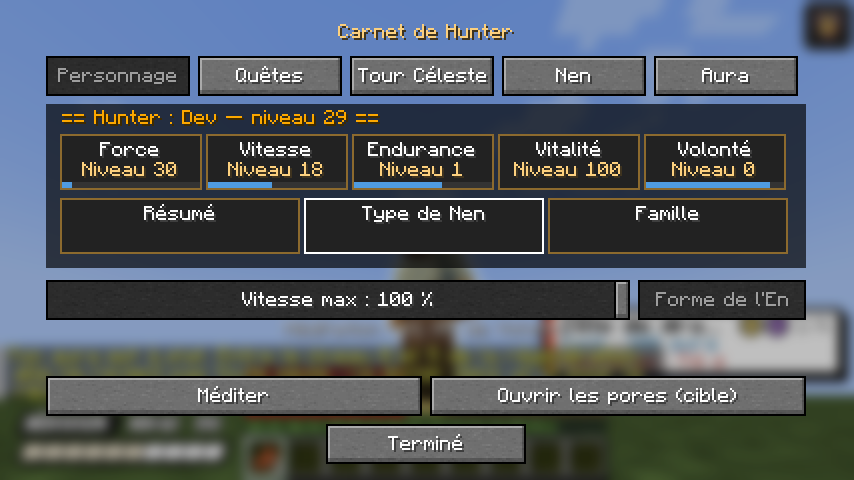 Carnet de Hunter
Personnage
Quêtes
Tour Céleste
Nen
Aura
== Hunter : Dev — niveau 29 ==
Force
Niveau 30
Vitesse
Niveau 18
Endurance
Niveau 1
Vitalité
Niveau 100
Volonté
Niveau 0
Résumé
Type de Nen
Famille
Vitesse max : 100 %
Forme de l'En
Méditer
Ouvrir les pores (cible)
Terminé